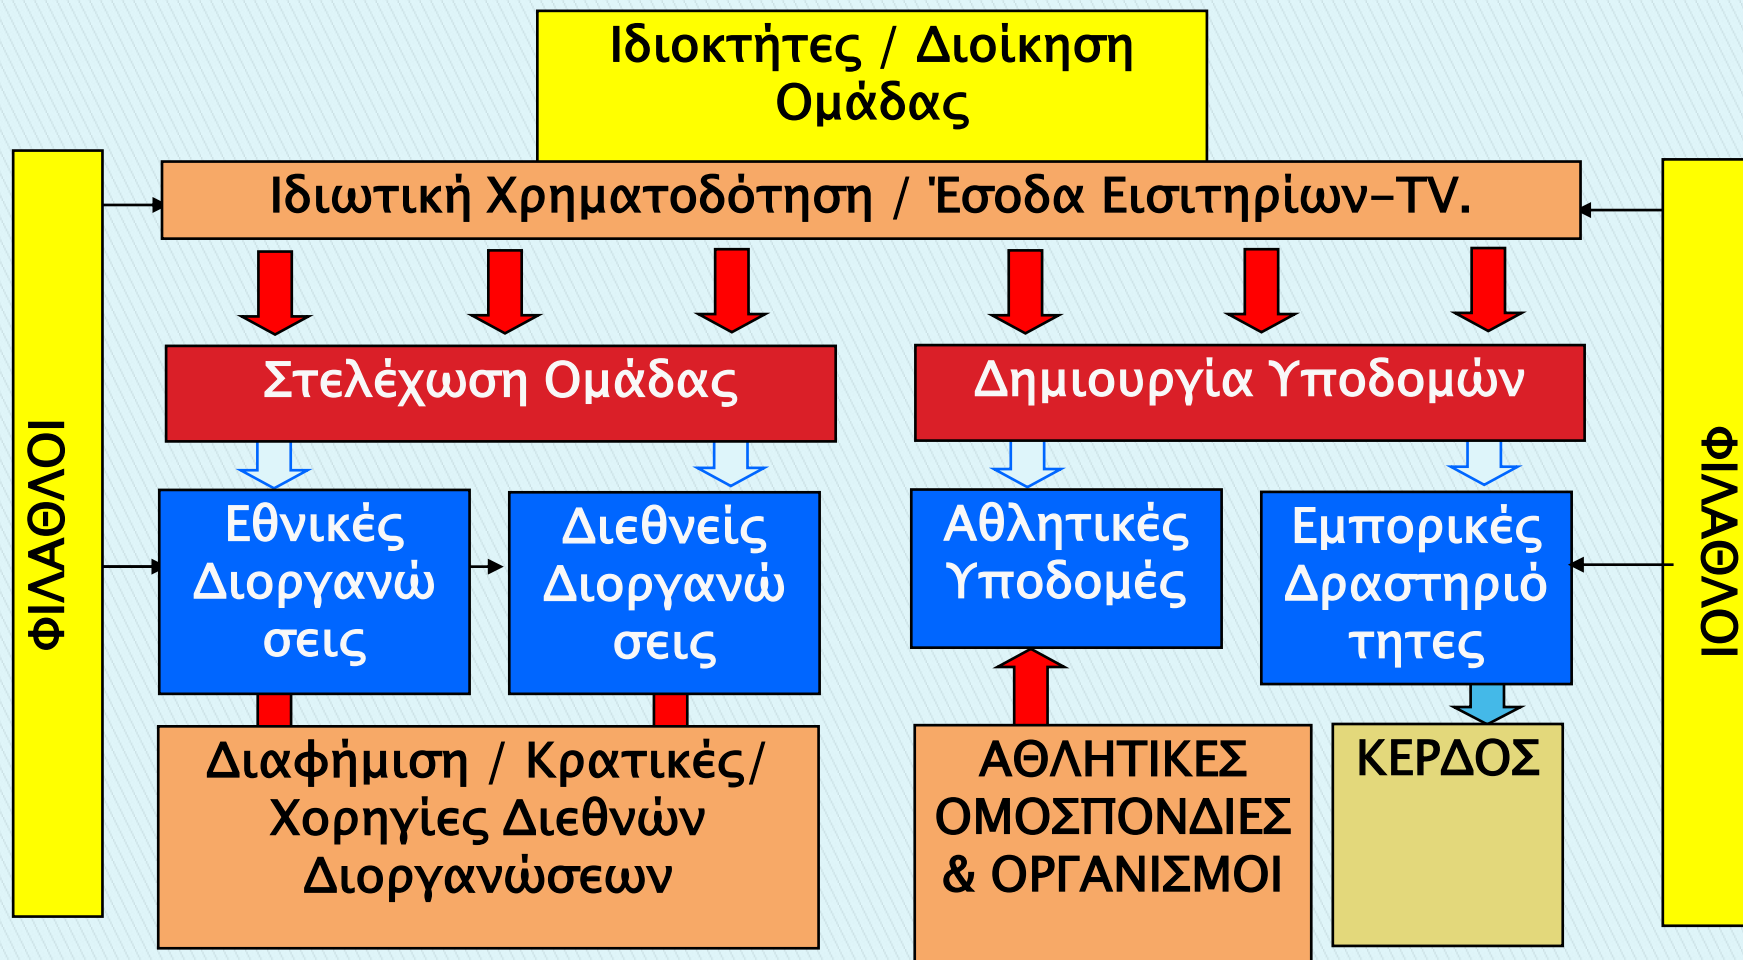 Ιδιοκτήτες / Διοίκηση
Ομάδας
Ιδιωτική Χρηματοδότηση / Έσοδα Εισιτηρίων-TV.
ΦΙΛΑΘΛΟΙ
ΦΙΛΑΘΛΟΙ
Στελέχωση Ομάδας
Δημιουργία Υποδομών
Εθνικές
Διοργανώ
σεις
Διεθνείς
Διοργανώ
σεις
Αθλητικές
Υποδομές
Εμπορικές
Δραστηριό
τητες
Διαφήμιση / Κρατικές/
Χορηγίες Διεθνών
Διοργανώσεων
ΑΘΛΗΤΙΚΕΣ
ΟΜΟΣΠΟΝΔΙΕΣ
& ΟΡΓΑΝΙΣΜΟΙ
ΚΕΡΔΟΣ